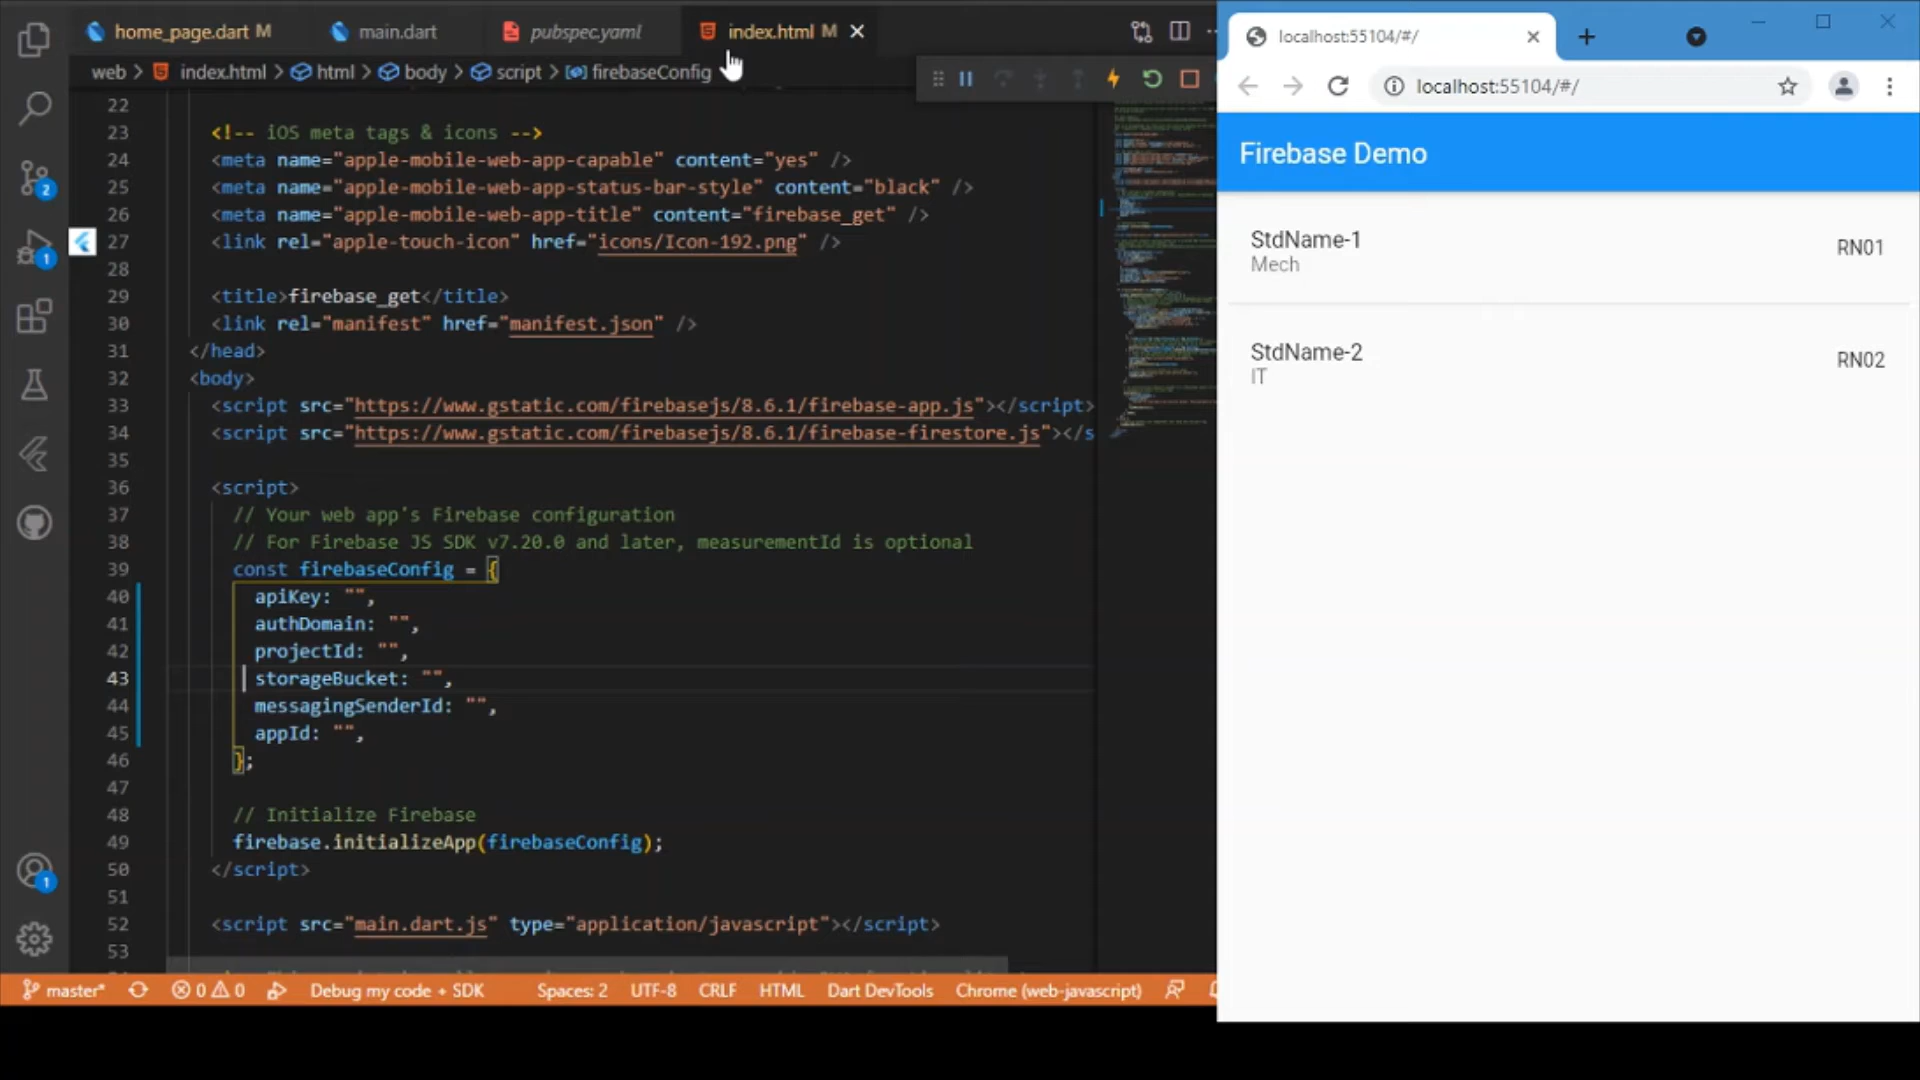 home_page.dart M
main.dart
pubspec.yaml
index.html M
web > index.html > html > body > script > firebaseConfig
22
23 <!-- iOS meta tags & icons -->
24 <meta name="apple-mobile-web-app-capable" content="yes" />
25 <meta name="apple-mobile-web-app-status-bar-style" content="black" />
26 <meta name="apple-mobile-web-app-title" content="firebase_get" />
27 <link rel="apple-touch-icon" href="icons/Icon-192.png" />
28
29 <title>firebase_get</title>
30 <link rel="manifest" href="manifest.json" />
31 </head>
32 <body>
33 <script src="https://www.gstatic.com/firebasejs/8.6.1/firebase-app.js"></script>
34 <script src="https://www.gstatic.com/firebasejs/8.6.1/firebase-firestore.js"></s
35
36 <script>
37 // Your web app's Firebase configuration
38 // For Firebase JS SDK v7.20.0 and later, measurementId is optional
39 const firebaseConfig = {
40 apiKey: "",
41 authDomain: "",
42 projectId: "",
43 storageBucket: "",
44 messagingSenderId: "",
45 appId: "",
46 };
47
48 // Initialize Firebase
49 firebase.initializeApp(firebaseConfig);
50 </script>
51
52 <script src="main.dart.js" type="application/javascript"></script>
53
2
1
1
master* 0 0 Debug my code + SDK Spaces: 2 UTF-8 CRLF HTML Dart DevTools Chrome (web-javascript)
localhost:55104/#/
localhost:55104/#/
Firebase Demo
StdName-1
Mech
RN01
StdName-2
IT
RN02